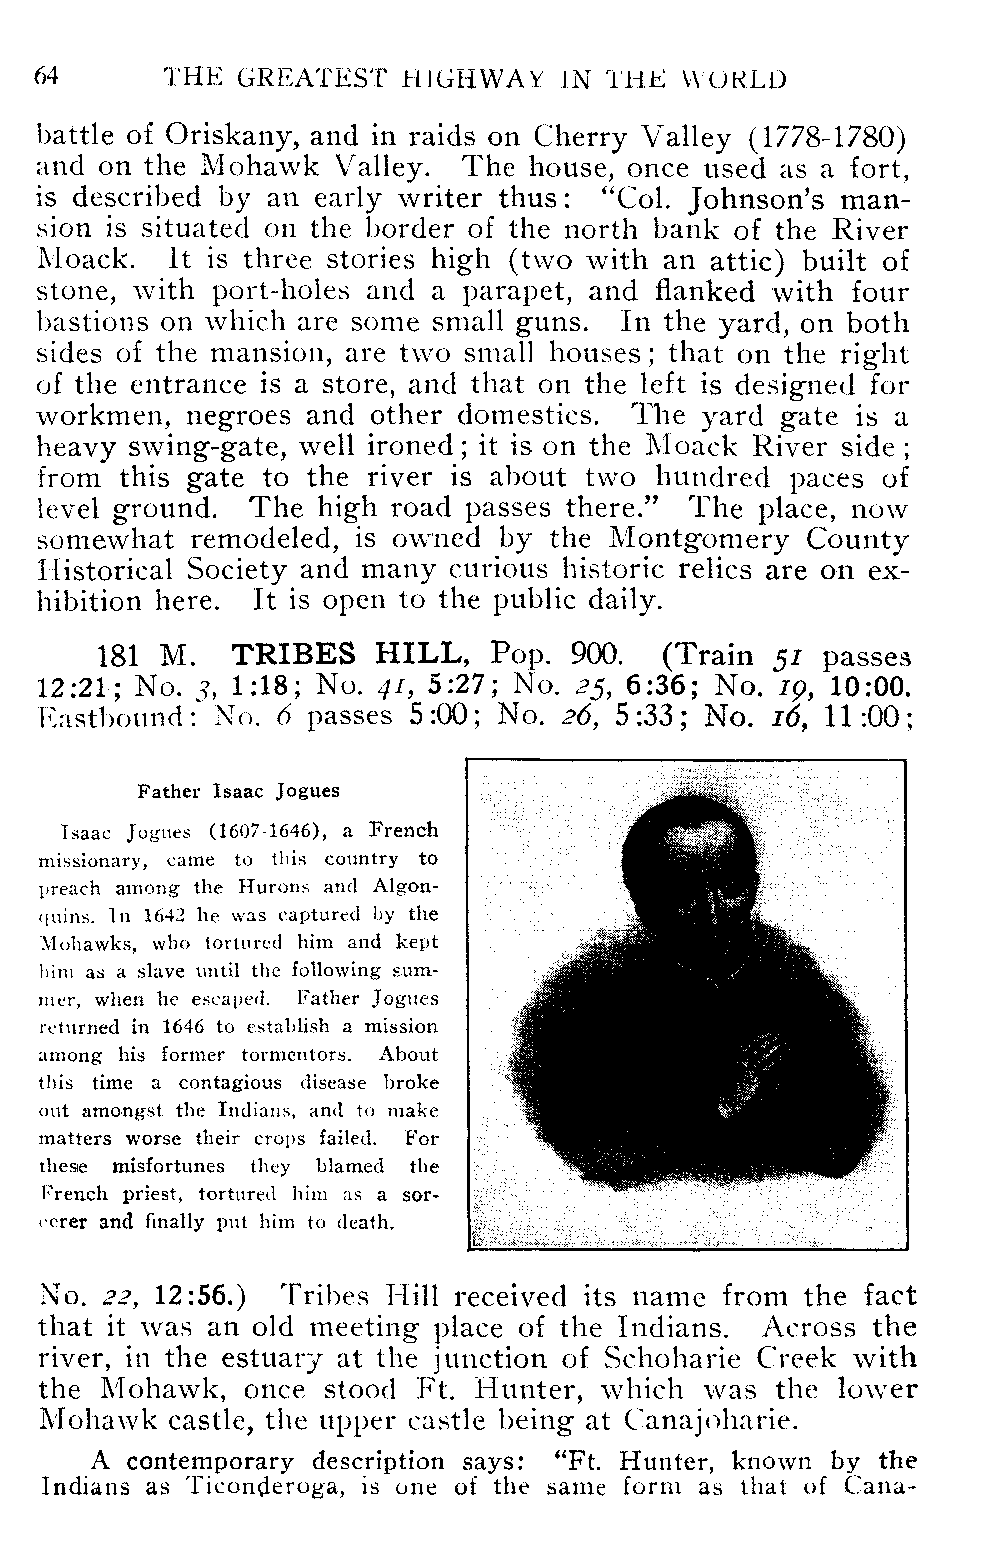 64 THE GREATEST HIGHWAY IN THE WORLD
battle of Oriskany, and in raids on Cherry Valley (1778-1780)
and on the Mohawk Valley. The house, once used as a fort,
is described by an early writer thus: "Col. Johnson's man-
sion is situated on the border of the north bank of the River
Moack. It is three stories high (two with an attic) built of
stone, with port-holes and a parapet, and flanked with four
bastions on which are some small guns. In the yard, on both
sides of the mansion, are two small houses; that on the right
of the entrance is a store, and that on the left is designed for
workmen, negroes and other domestics. The yard gate is a
heavy swing-gate, well ironed; it is on the Moack River side;
from this gate to the river is about two hundred paces of
level ground. The high road passes there." The place, now
somewhat remodeled, is owned by the Montgomery County
Historical Society and many curious historic relics are on ex-
hibition here. It is open to the public daily.
181 M. TRIBES HILL, Pop. 900. (Train 51 passes
12:21; No. 3, 1:18; No. 41, 5:27; No. 25, 6:36; No. 19, 10:00.
Eastbound: No. 6 passes 5:00; No. 26, 5:33; No. 16, 11:00;
Father Isaac Jogues
Isaac Jogues (1607-1646), a French
missionary, came to this country to
preach among the Hurons and Algon-
quins. In 1642 he was captured by the
Mohawks, who tortured him and kept
him as a slave until the following sum-
mer, when he escaped. Father Jogues
returned in 1646 to establish a mission
among his former tormentors. About
this time a contagious disease broke
out amongst the Indians, and to make
matters worse their crops failed. For
these misfortunes they blamed the
French priest, tortured him as a sor-
cerer and finally put him to death.
No. 22, 12:56.) Tribes Hill received its name from the fact
that it was an old meeting place of the Indians. Across the
river, in the estuary at the junction of Schoharie Creek with
the Mohawk, once stood Ft. Hunter, which was the lower
Mohawk castle, the upper castle being at Canajoharie.
A contemporary description says: "Ft. Hunter, known by the
Indians as Ticonderoga, is one of the same form as that of Cana-